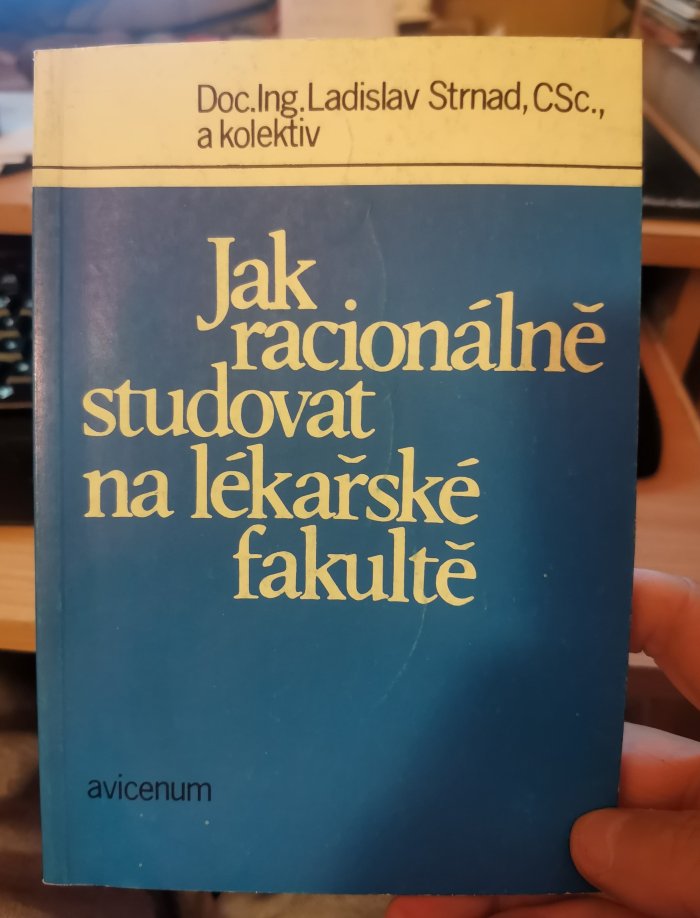 Doc.Ing.Ladislav Strnad,CSc.,
a kolektiv
Jak
racionálně
studovat
na lékařské
fakultě
avicenum